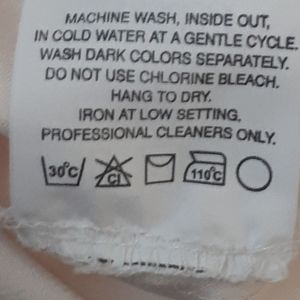 MACHINE WASH, INSIDE OUT,
IN COLD WATER AT A GENTLE CYCLE.
WASH DARK COLORS SEPARATELY.
DO NOT USE CHLORINE BLEACH.
HANG TO DRY.
IRON AT LOW SETTING.
PROFESSIONAL CLEANERS ONLY.
30°C Cl 110°C